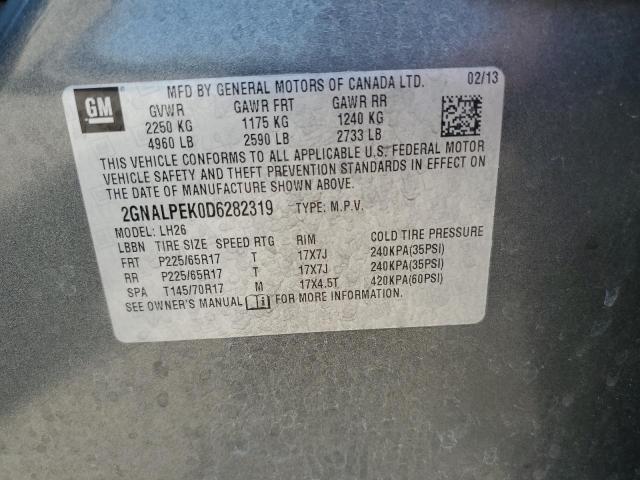 GM
MFD BY GENERAL MOTORS OF CANADA LTD. 02/13
GVWR GAWR FRT GAWR RR
2250 KG 1175 KG 1240 KG
4960 LB 2590 LB 2733 LB
THIS VEHICLE CONFORMS TO ALL APPLICABLE U.S. FEDERAL MOTOR
VEHICLE SAFETY AND THEFT PREVENTION STANDARDS IN EFFECT ON
THE DATE OF MANUFACTURE SHOWN ABOVE.
2GNALPEK0D6282319 TYPE: M.P.V.
MODEL: LH26
LBBN TIRE SIZE SPEED RTG RIM COLD TIRE PRESSURE
FRT P225/65R17 T 17X7J 240KPA(35PSI)
RR P225/65R17 T 17X7J 240KPA(35PSI)
SPA T145/70R17 M 17X4.5T 420KPA(60PSI)
SEE OWNER'S MANUAL FOR MORE INFORMATION.